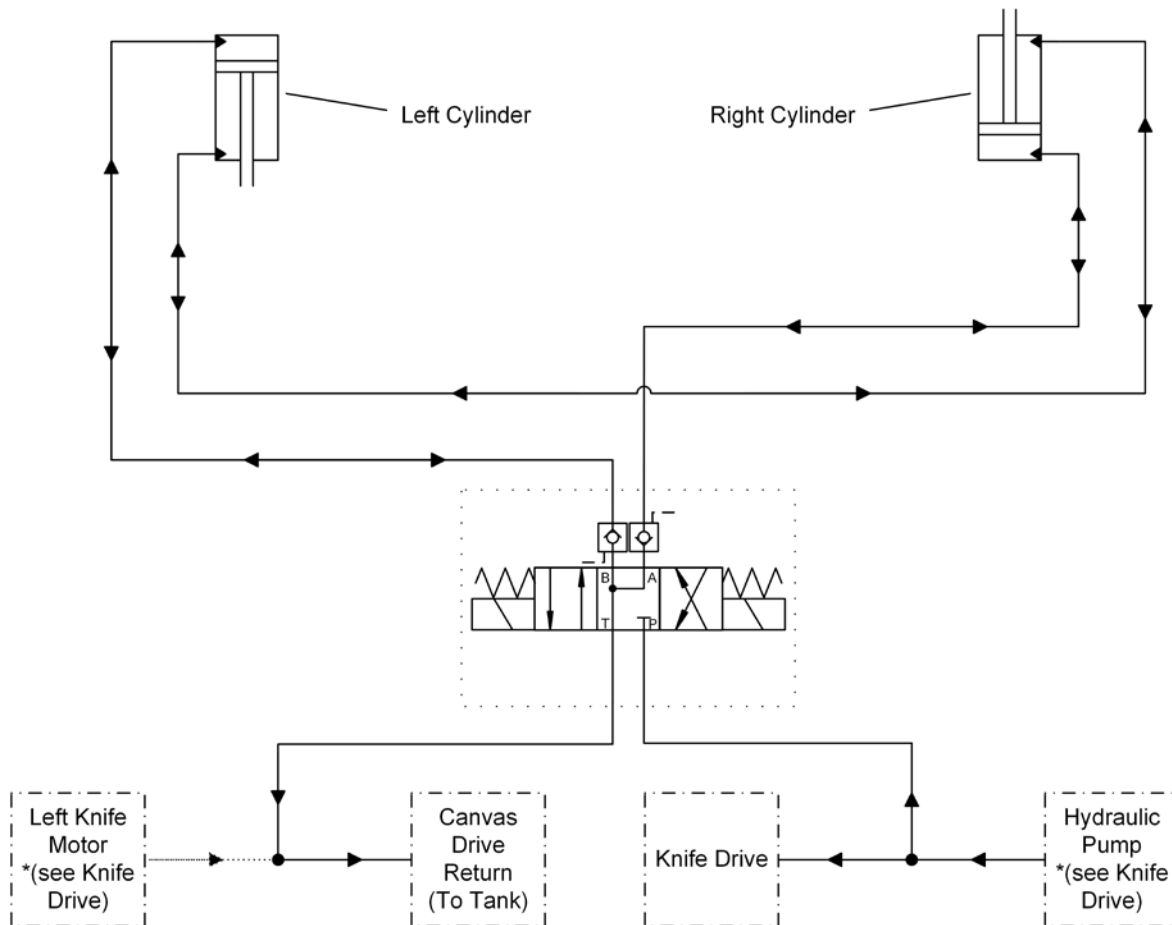 Left Cylinder
Right Cylinder
B
A
T
P
Left Knife
Motor
*(see Knife
Drive)
Canvas
Drive
Return
(To Tank)
Knife Drive
Hydraulic
Pump
*(see Knife
Drive)